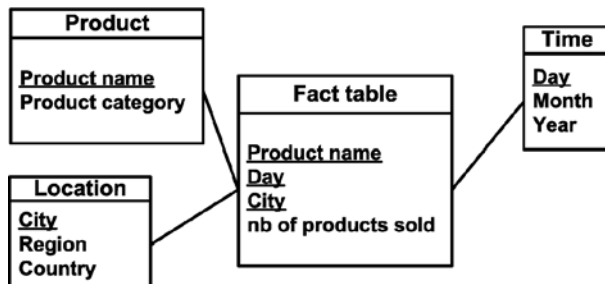 Product
Product name
Product category
Location
City
Region
Country
Fact table
Product name
Day
City
nb of products sold
Time
Day
Month
Year